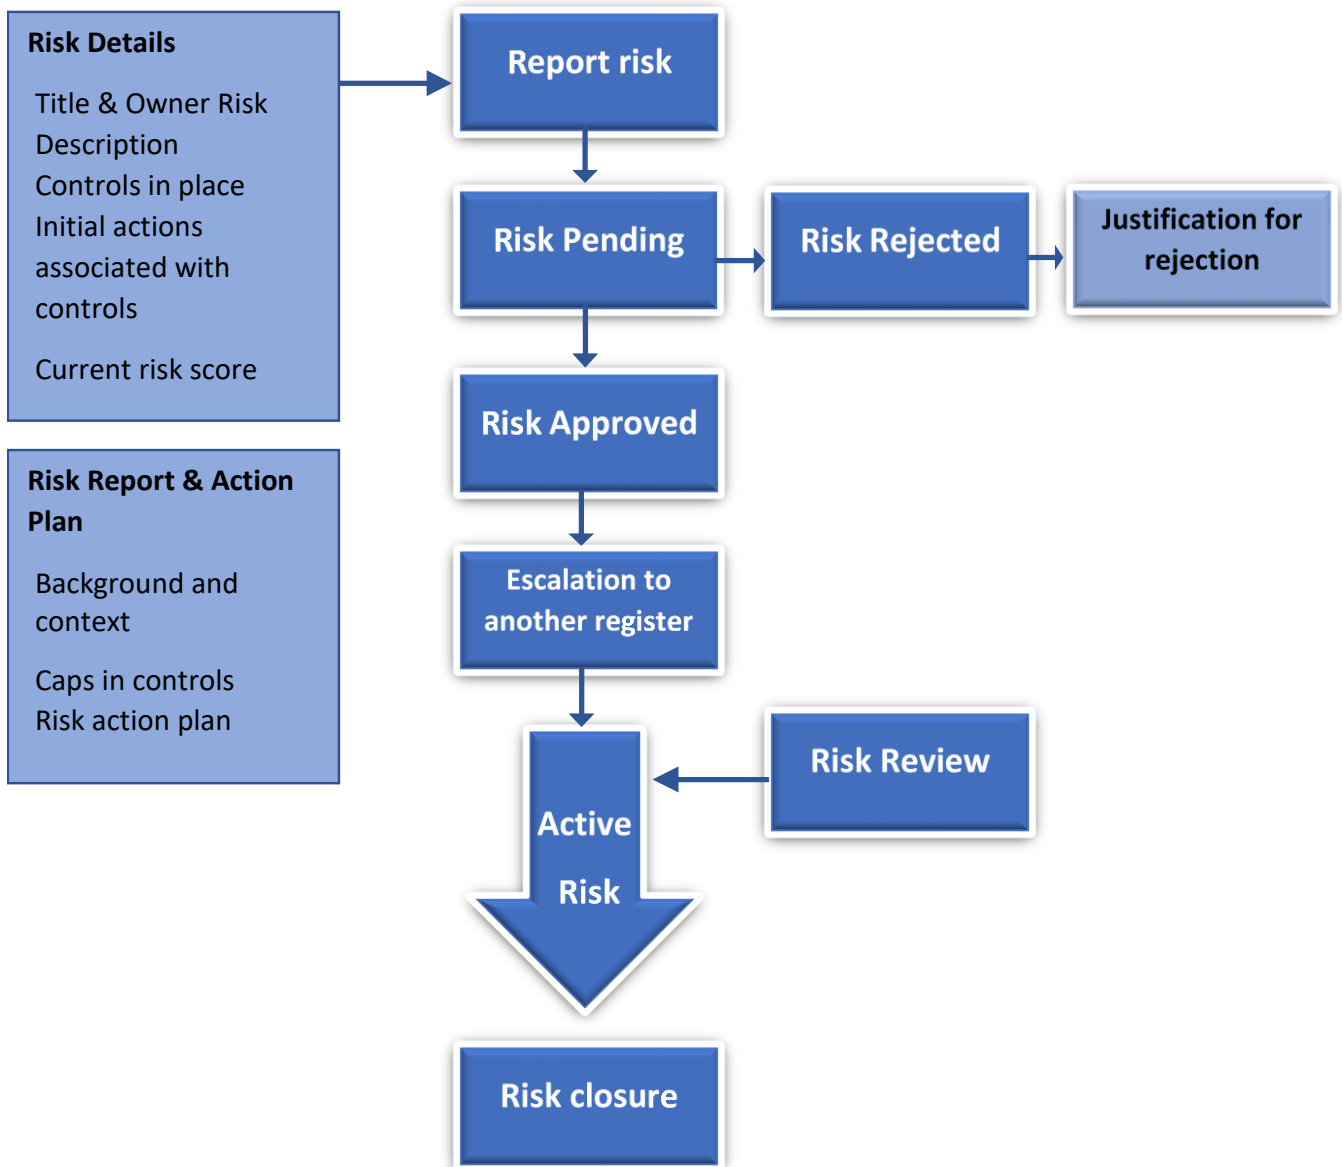 Risk Details
Title & Owner Risk
Description
Controls in place
Initial actions
associated with
controls
Current risk score
Risk Report & Action
Plan
Background and
context
Caps in controls
Risk action plan
Report risk
Risk Pending
Risk Rejected
Justification for
rejection
Risk Approved
Escalation to
another register
Active
Risk
Risk Review
Risk closure